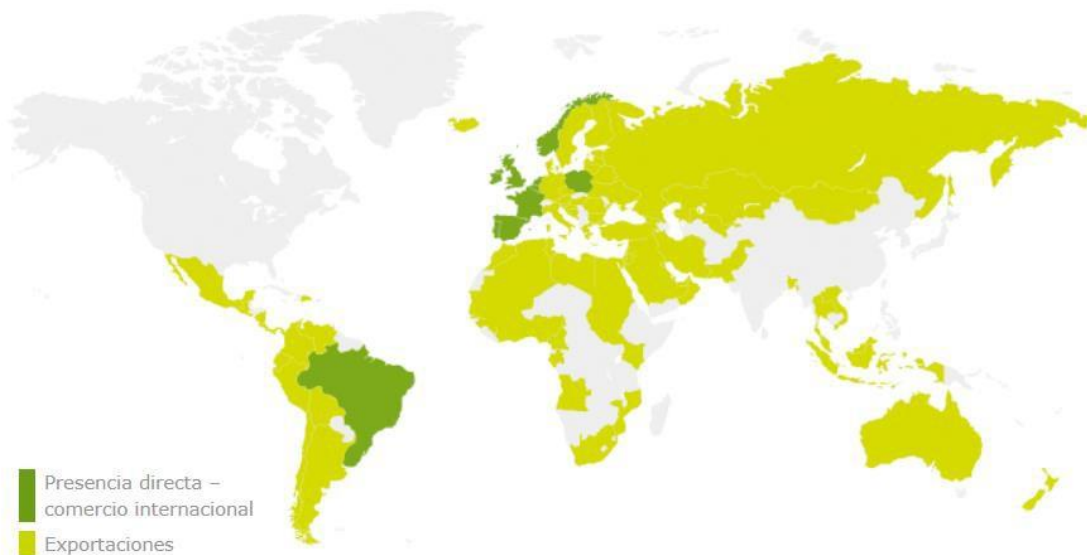 Presencia directa –
comercio internacional
Exportaciones